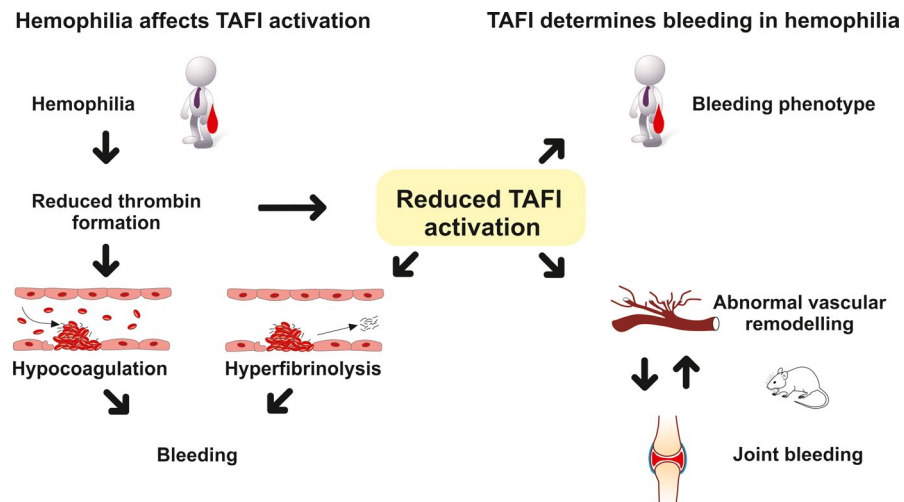 Hemophilia affects TAFI activation
Hemophilia
Reduced thrombin
formation
Hypocoagulation
Hyperfibrinolysis
Bleeding
Reduced TAFI
activation
TAFI determines bleeding in hemophilia
Bleeding phenotype
Abnormal vascular
remodelling
Joint bleeding